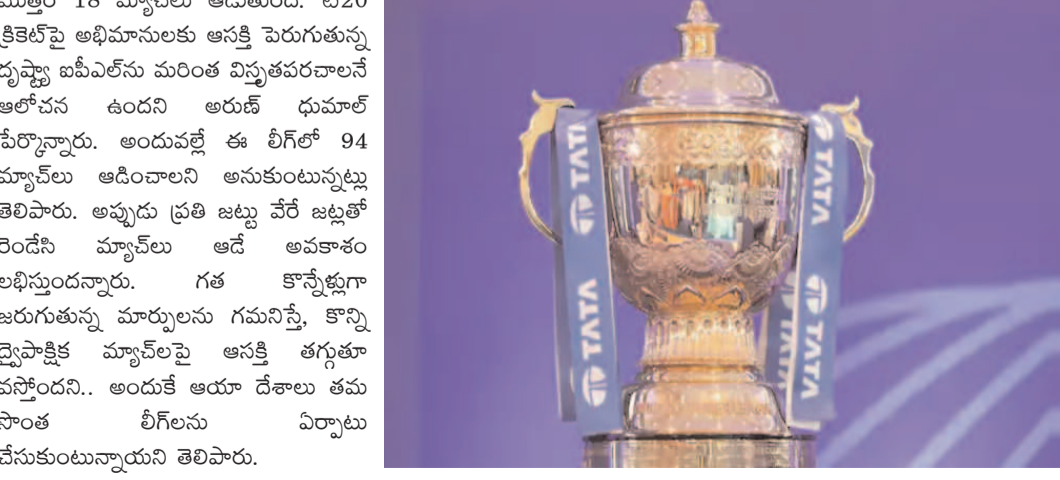 మొత్తం 18 మ్యాచ్‌లు ఆడుతుంది. టీ20
క్రికెట్‌పై అభిమానులకు ఆసక్తి పెరుగుతున్న
దృష్ట్యా ఐపీఎల్‌ను మరింత విస్తృతపరచాలనే
ఆలోచన ఉందని అరుణ్ ధుమాల్
పేర్కొన్నారు. అందువల్లే ఈ లీగ్‌లో 94
మ్యాచ్‌లు ఆడించాలని అనుకుంటున్నట్లు
తెలిపారు. అప్పుడు ప్రతి జట్టు వేరే జట్లతో
రెండేసి మ్యాచ్‌లు ఆడే అవకాశం
లభిస్తుందన్నారు. గత కొన్నేళ్లుగా
జరుగుతున్న మార్పులను గమనిస్తే, కొన్ని
ద్వైపాక్షిక మ్యాచ్‌లపై ఆసక్తి తగ్గుతూ
వస్తోందని.. అందుకే ఆయా దేశాలు తమ
సొంత లీగ్‌లను ఏర్పాటు
చేసుకుంటున్నాయని తెలిపారు.
TATA
TATA
TATA
TATA
TATA